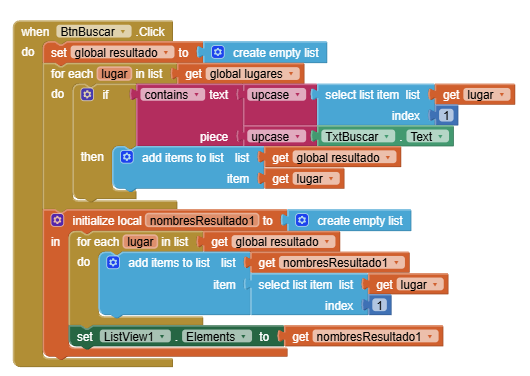 when BtnBuscar .Click
do set global resultado to create empty list
for each lugar in list get global lugares
do if contains text upcase select list item list get lugar
index 1
piece upcase TxtBuscar . Text
then add items to list list get global resultado
item get lugar
initialize local nombresResultado1 to create empty list
in for each lugar in list get global resultado
do add items to list list get nombresResultado1
item select list item list get lugar
index 1
set ListView1 . Elements to get nombresResultado1